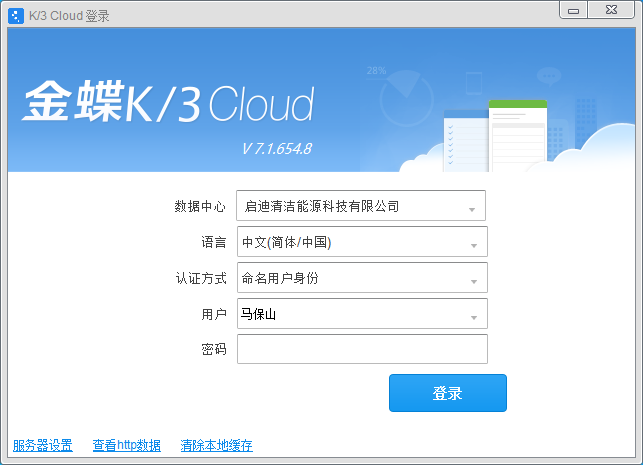 K/3 Cloud 登录
28%
金蝶K/3 Cloud
V 7.1.654.8
数据中心 启迪清洁能源科技有限公司
语言 中文(简体/中国)
认证方式 命名用户身份
用户 马保山
密码
登录
服务器设置 查看http数据 清除本地缓存